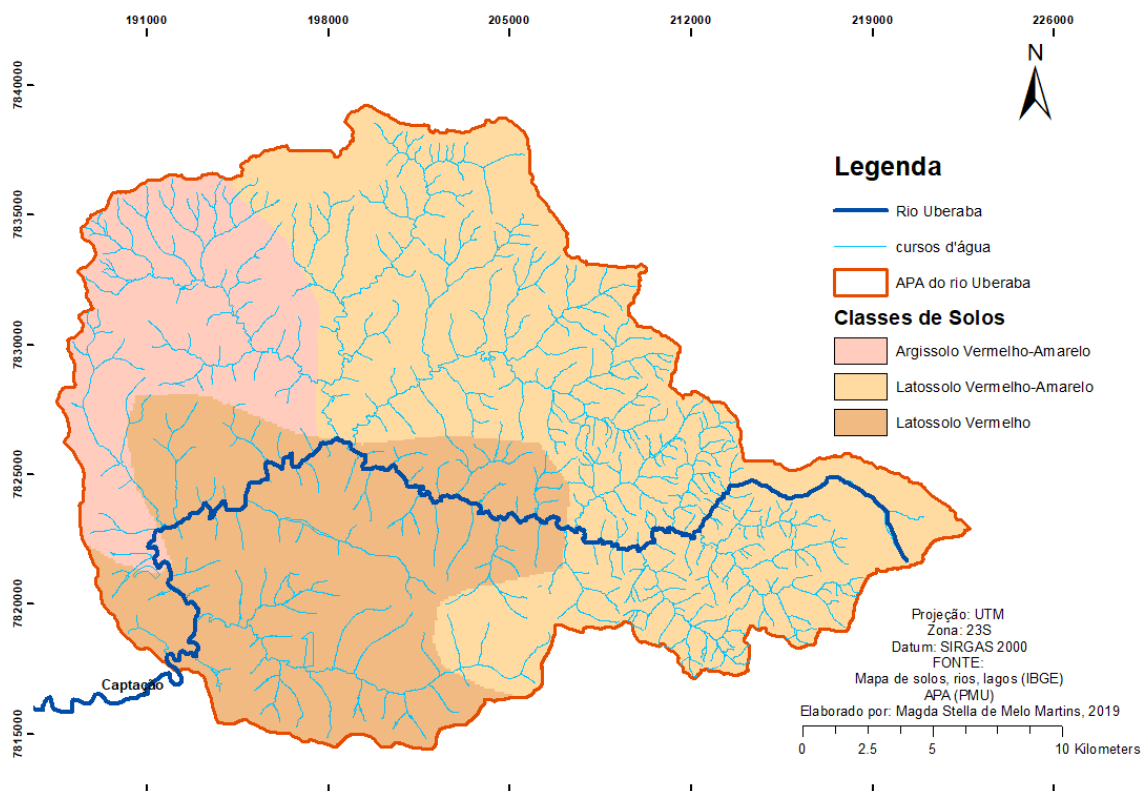 191000
198000
205000
212000
219000
226000
7840000
7835000
7830000
7825000
7820000
7815000
N
Legenda
Rio Uberaba
cursos d'água
APA do rio Uberaba
Classes de Solos
Argissolo Vermelho-Amarelo
Latossolo Vermelho-Amarelo
Latossolo Vermelho
Captação
Projeção: UTM
Zona: 23S
Datum: SIRGAS 2000
FONTE:
Mapa de solos, rios, lagos (IBGE)
APA (PMU)
Elaborado por: Magda Stella de Melo Martins, 2019
0 2.5 5 10 Kilometers